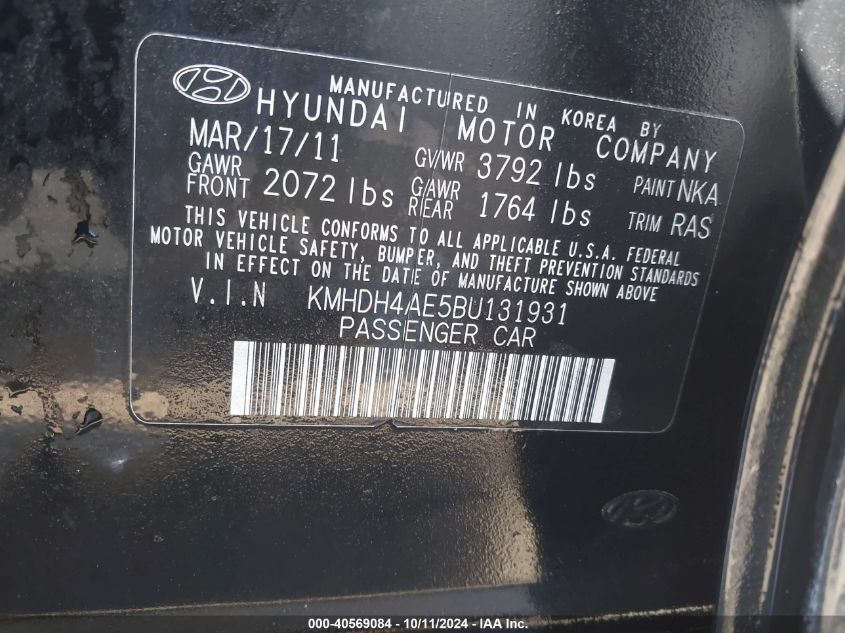 MANUFACTURED IN KOREA BY
HYUNDAI MOTOR COMPANY
MAR/17/11 GVWR 3792 lbs PAINT NKA
GAWR FRONT 2072 lbs GAWR REAR 1764 lbs TRIM RAS
THIS VEHICLE CONFORMS TO ALL APPLICABLE U.S.A. FEDERAL
MOTOR VEHICLE SAFETY, BUMPER, AND THEFT PREVENTION STANDARDS
IN EFFECT ON THE DATE OF MANUFACTURE SHOWN ABOVE
V.I.N KMHDH4AE5BU131931
PASSENGER CAR
000-40569084 - 10/11/2024 - IAA Inc.